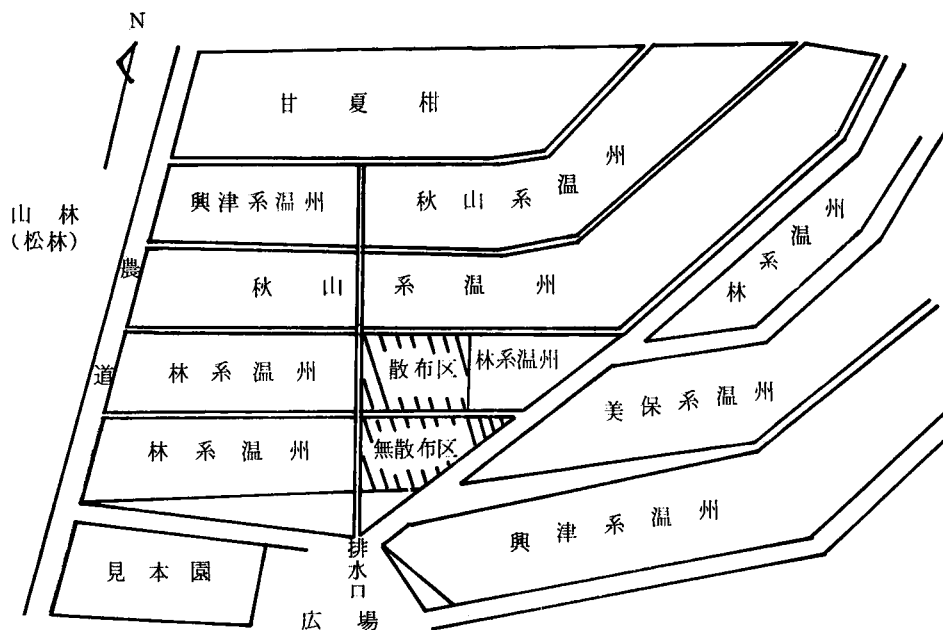 N
甘夏柑
山林
(松林)
興津系温州
秋山系温州
農道
秋山系温州
林系温州
林系温州
散布区
林系温州
美保系温州
林系温州
無散布区
興津系温州
見本園
排水口
広場